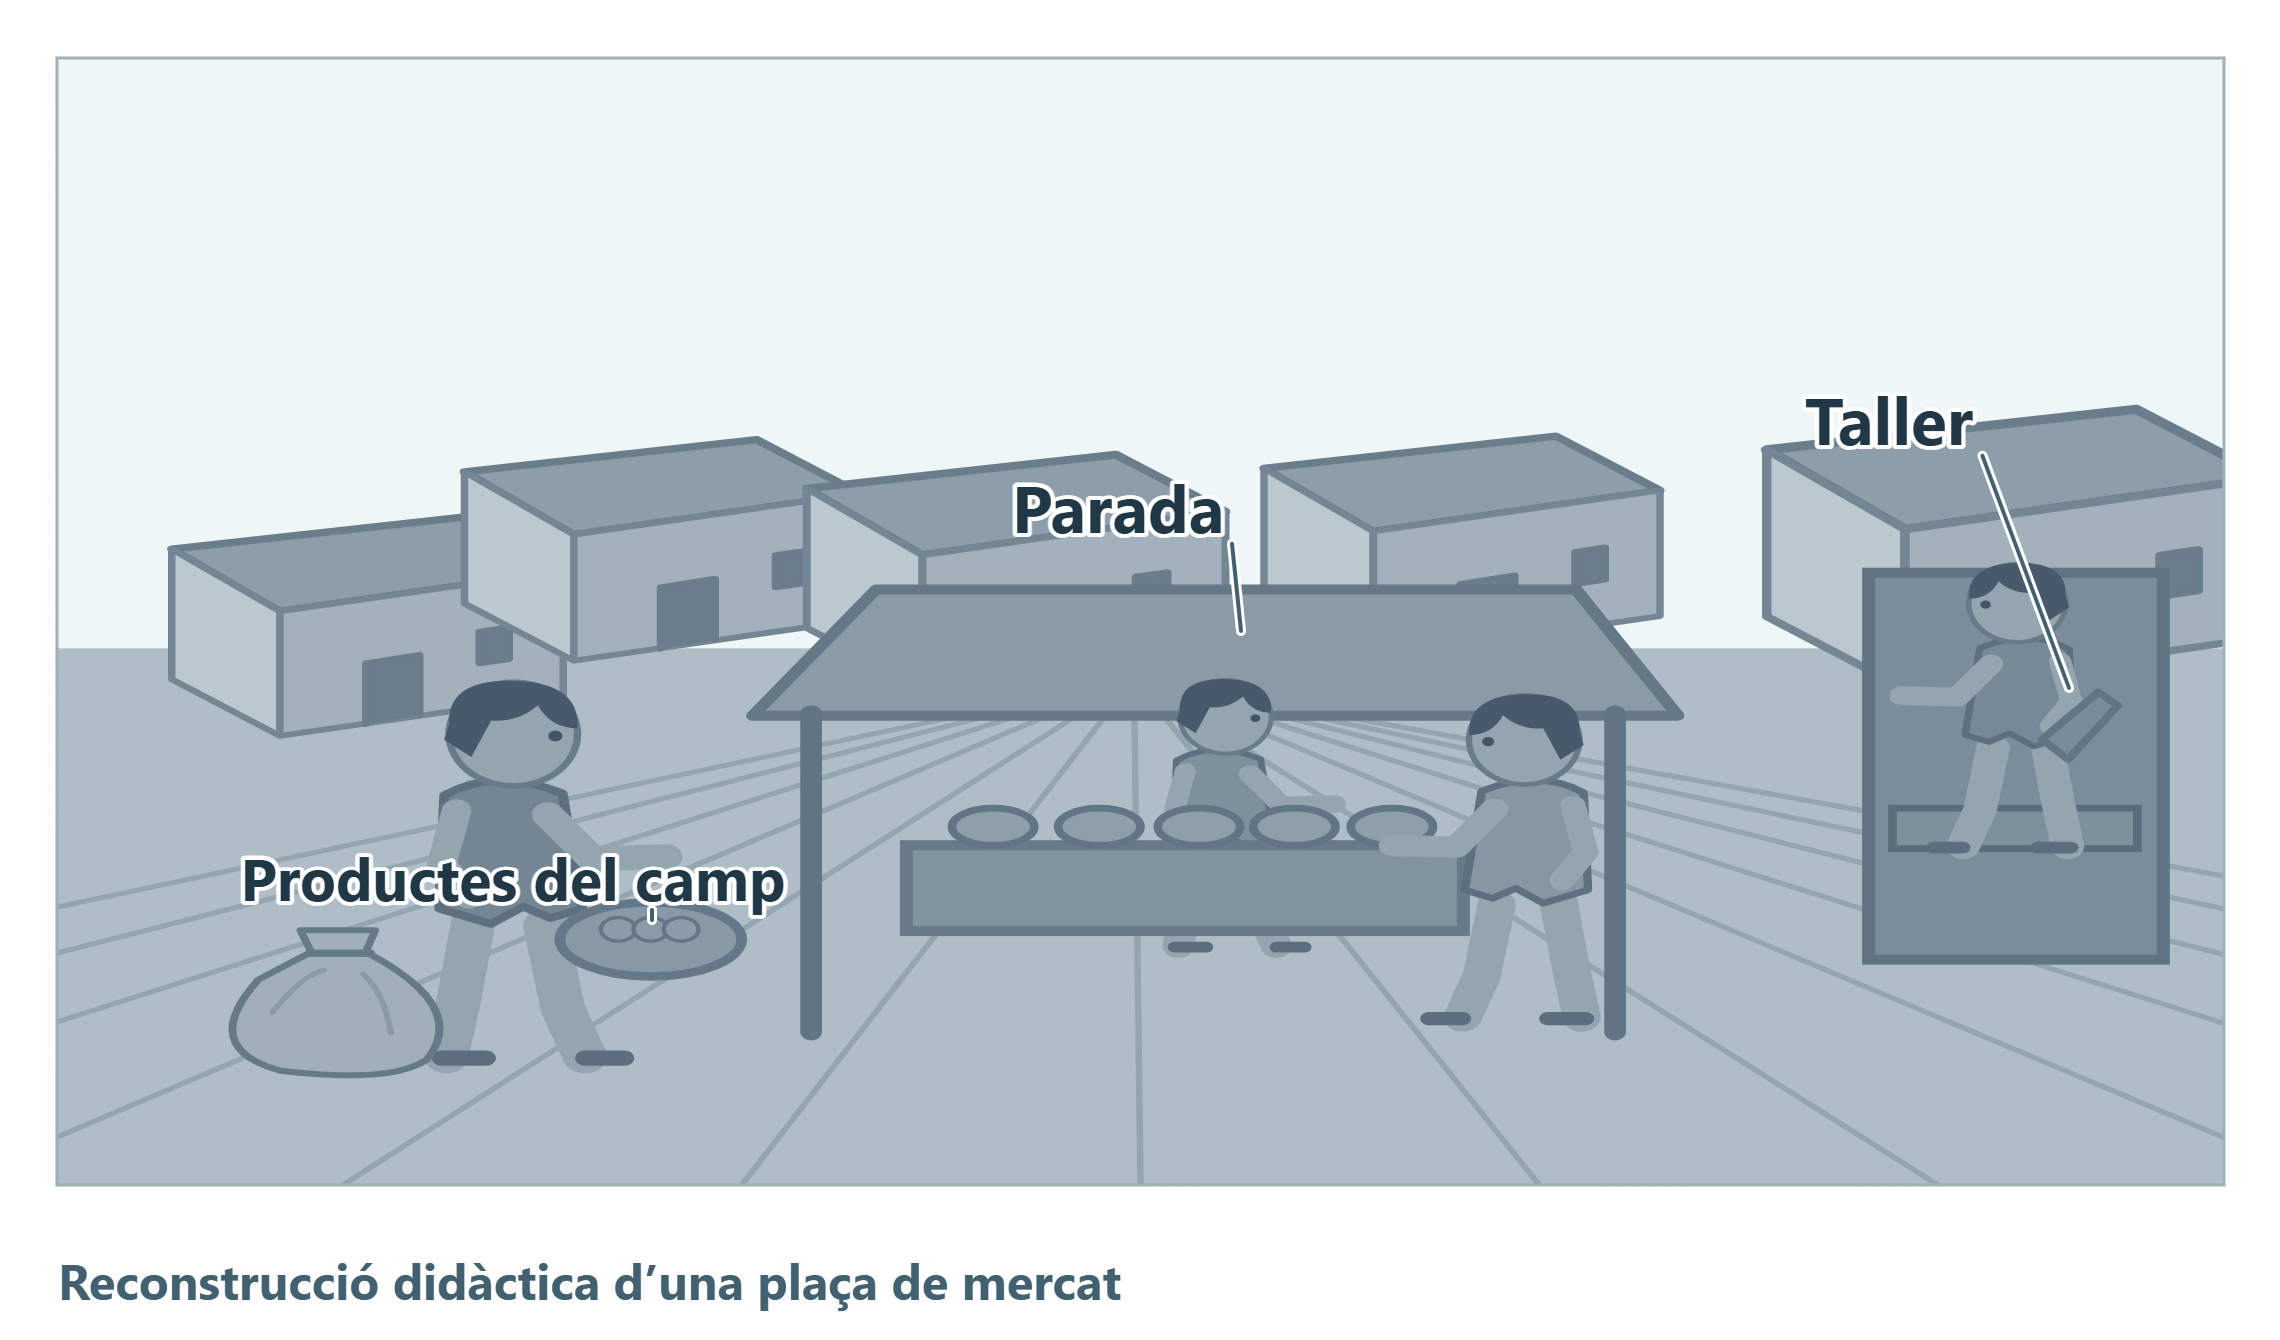 Taller
Parada
Productes del camp
Reconstrucció didàctica d’una plaça de mercat